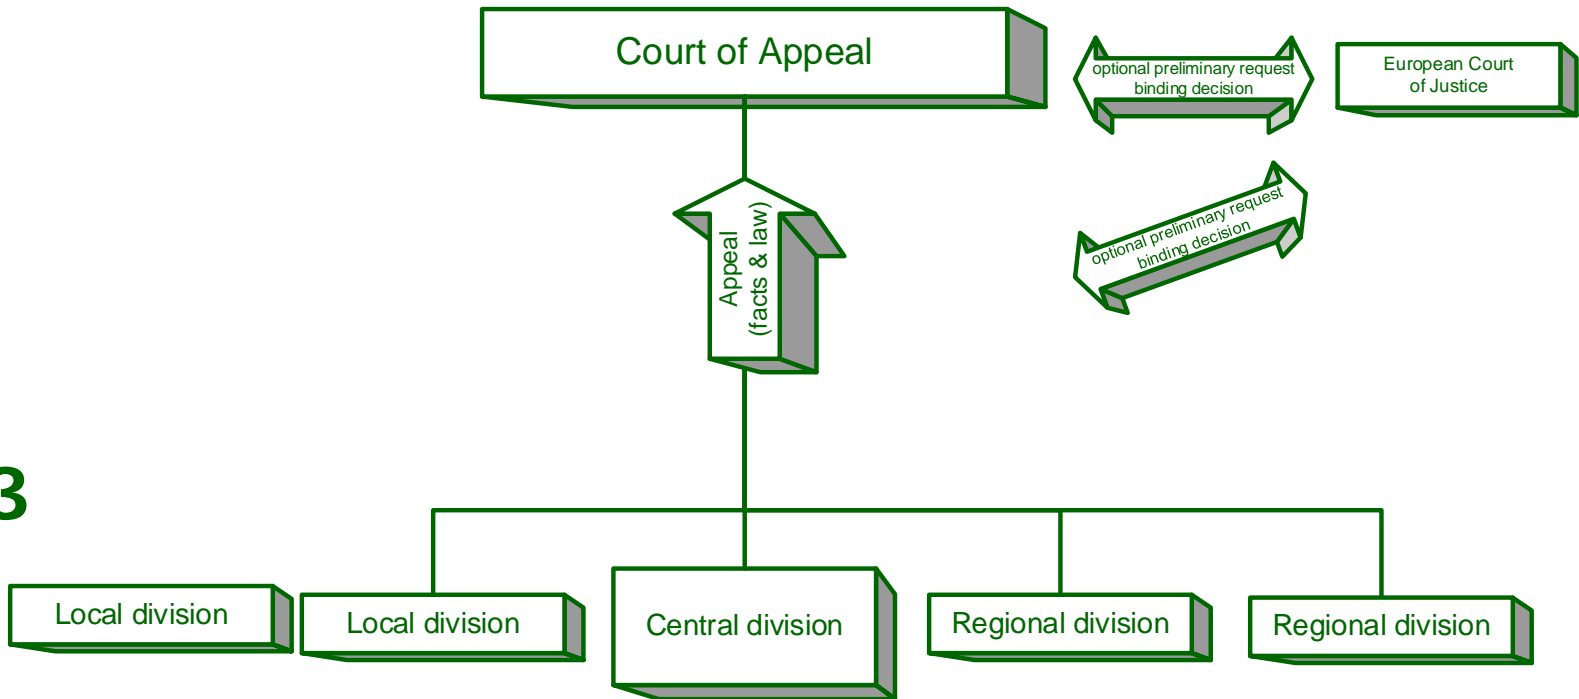 Court of Appeal
optional preliminary request
binding decision
European Court
of Justice
optional preliminary request
binding decision
Appeal
(facts & law)
3
Local division
Local division
Central division
Regional division
Regional division